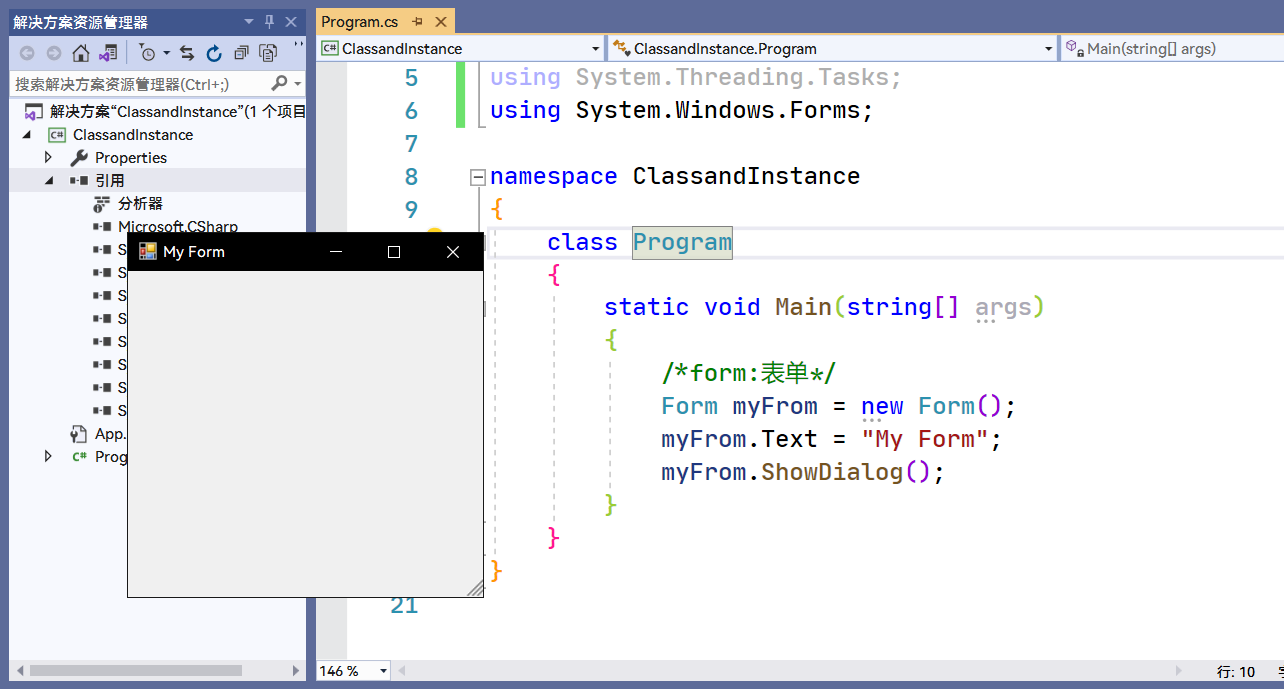 解决方案资源管理器
搜索解决方案资源管理器(Ctrl+;)
解决方案“ClassandInstance”(1 个项目
ClassandInstance
Properties
引用
分析器
Microsoft.CSharp
S
S
S
S
S
S
S
S
App.
Prog
My Form
Program.cs
ClassandInstance
ClassandInstance.Program
Main(string[] args)
5 using System.Threading.Tasks;
6 using System.Windows.Forms;
7
8 namespace ClassandInstance
9 {
class Program
{
static void Main(string[] args)
{
/*form:表单*/
Form myFrom = new Form();
myFrom.Text = "My Form";
myFrom.ShowDialog();
}
}
}
21
146 %
行: 10